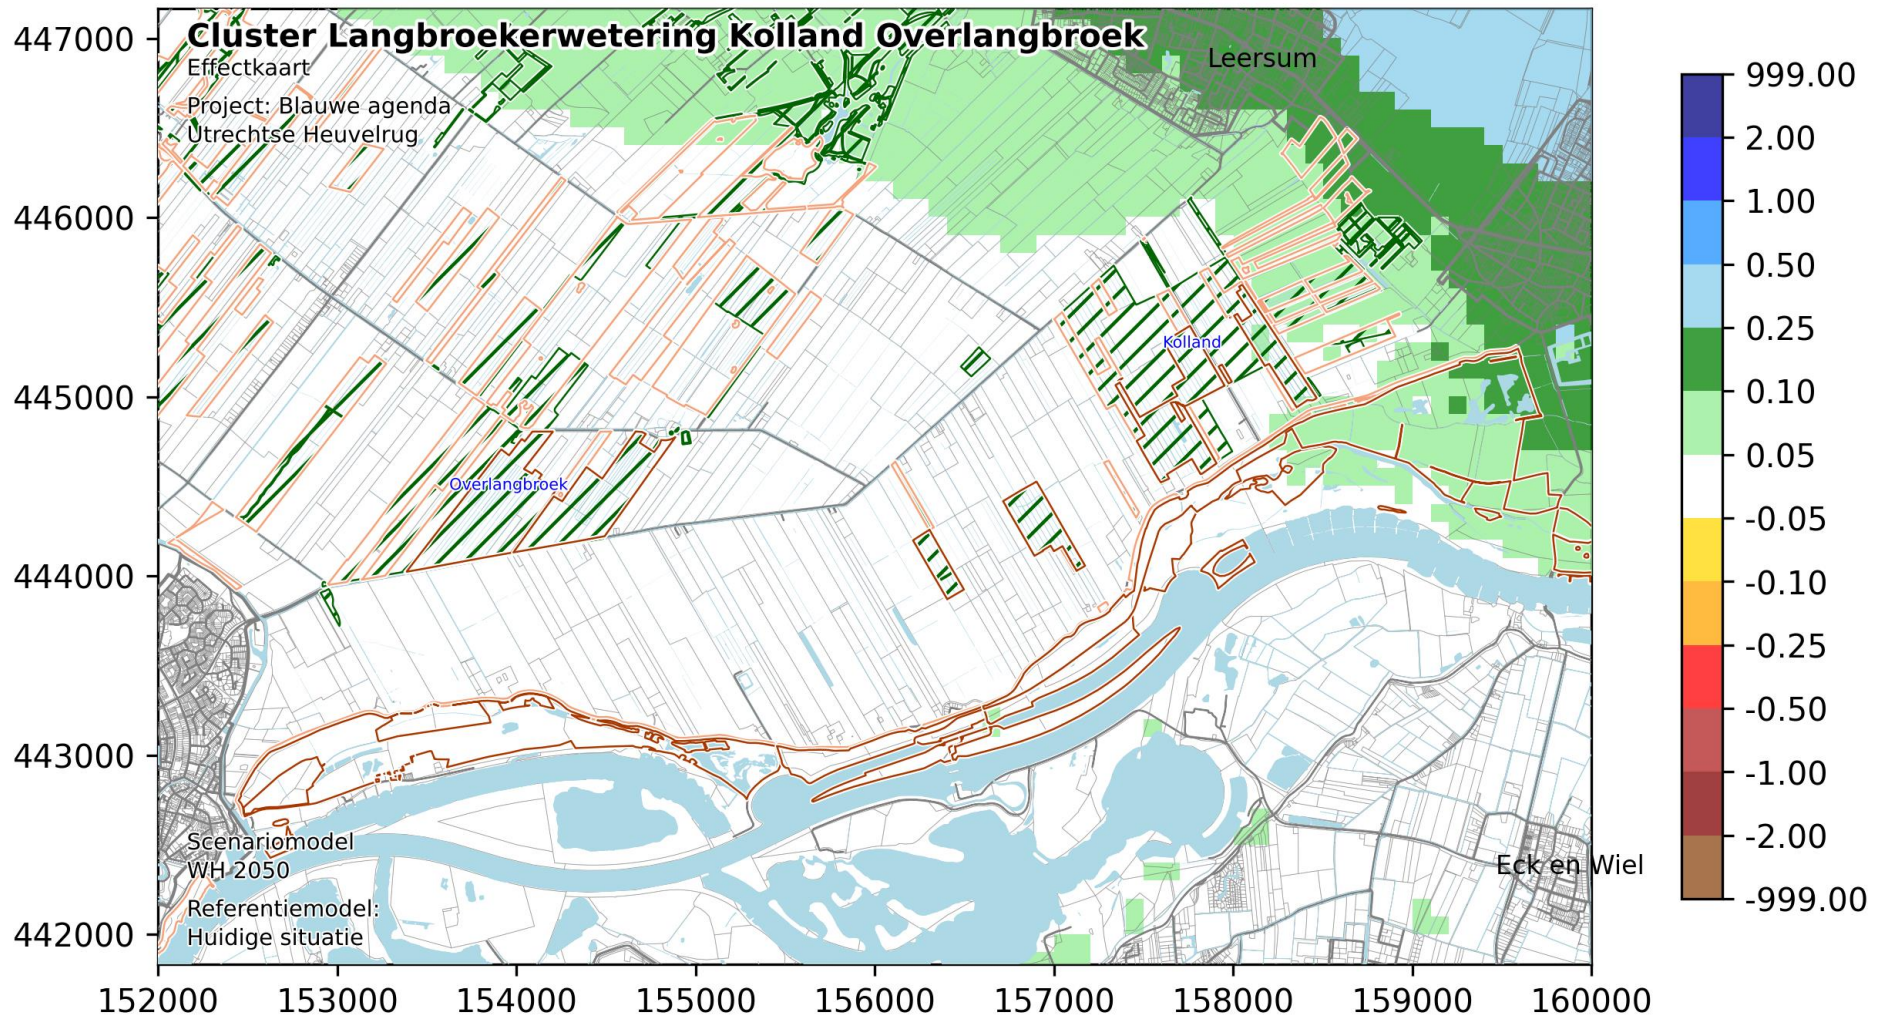 Cluster Langbroekerwetering Kolland Overlangbroek
Effectkaart
Project: Blauwe agenda
Utrechtse Heuvelrug
Leersum
Kolland
Overlangbroek
Scenariomodel
WH 2050
Referentiemodel:
Huidige situatie
Eck en Wiel
447000
446000
445000
444000
443000
442000
152000 153000 154000 155000 156000 157000 158000 159000 160000
999.00
2.00
1.00
0.50
0.25
0.10
0.05
-0.05
-0.10
-0.25
-0.50
-1.00
-2.00
-999.00